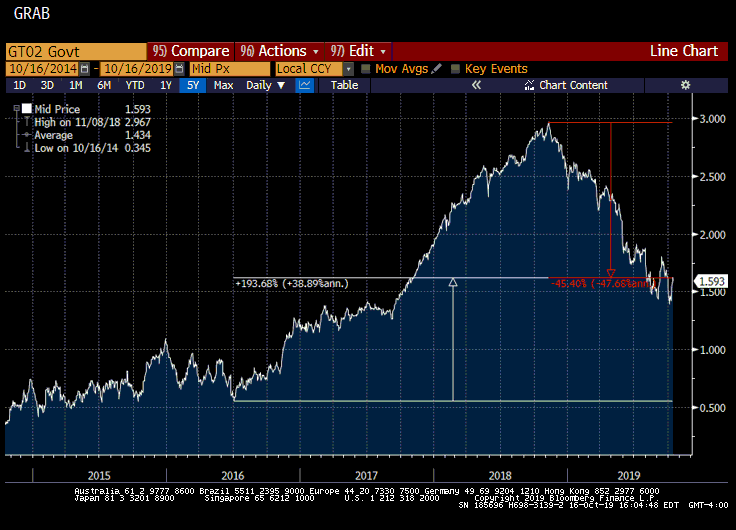 GRAB
GT02 Govt 95) Compare 96) Actions 97) Edit Line Chart
10/16/2014 - 10/16/2019 Mid Px Local CCY Mov Avgs Key Events
1D 3D 1M 6M YTD 1Y 5Y Max Daily ▼ Table « Chart Content
Mid Price 1.593
High on 11/08/18 2.967
Average 1.434
Low on 10/16/14 0.345
3.000
2.500
2.000
1.593
1.500
1.000
0.500
+193.68% (+38.89%ann.)
-45.40% (-47.68%ann.)
2015 2016 2017 2018 2019
Australia 61 2 9777 8600 Brazil 5511 2395 9000 Europe 44 20 7330 7500 Germany 49 69 9204 1210 Hong Kong 852 2977 6000
Japan 81 3 3201 8900 Singapore 65 6212 1000 U.S. 1 212 318 2000 Copyright 2019 Bloomberg Finance L.P.
SN 185696 H698-3139-2 16-Oct-19 16:04:48 EDT GMT-4:00